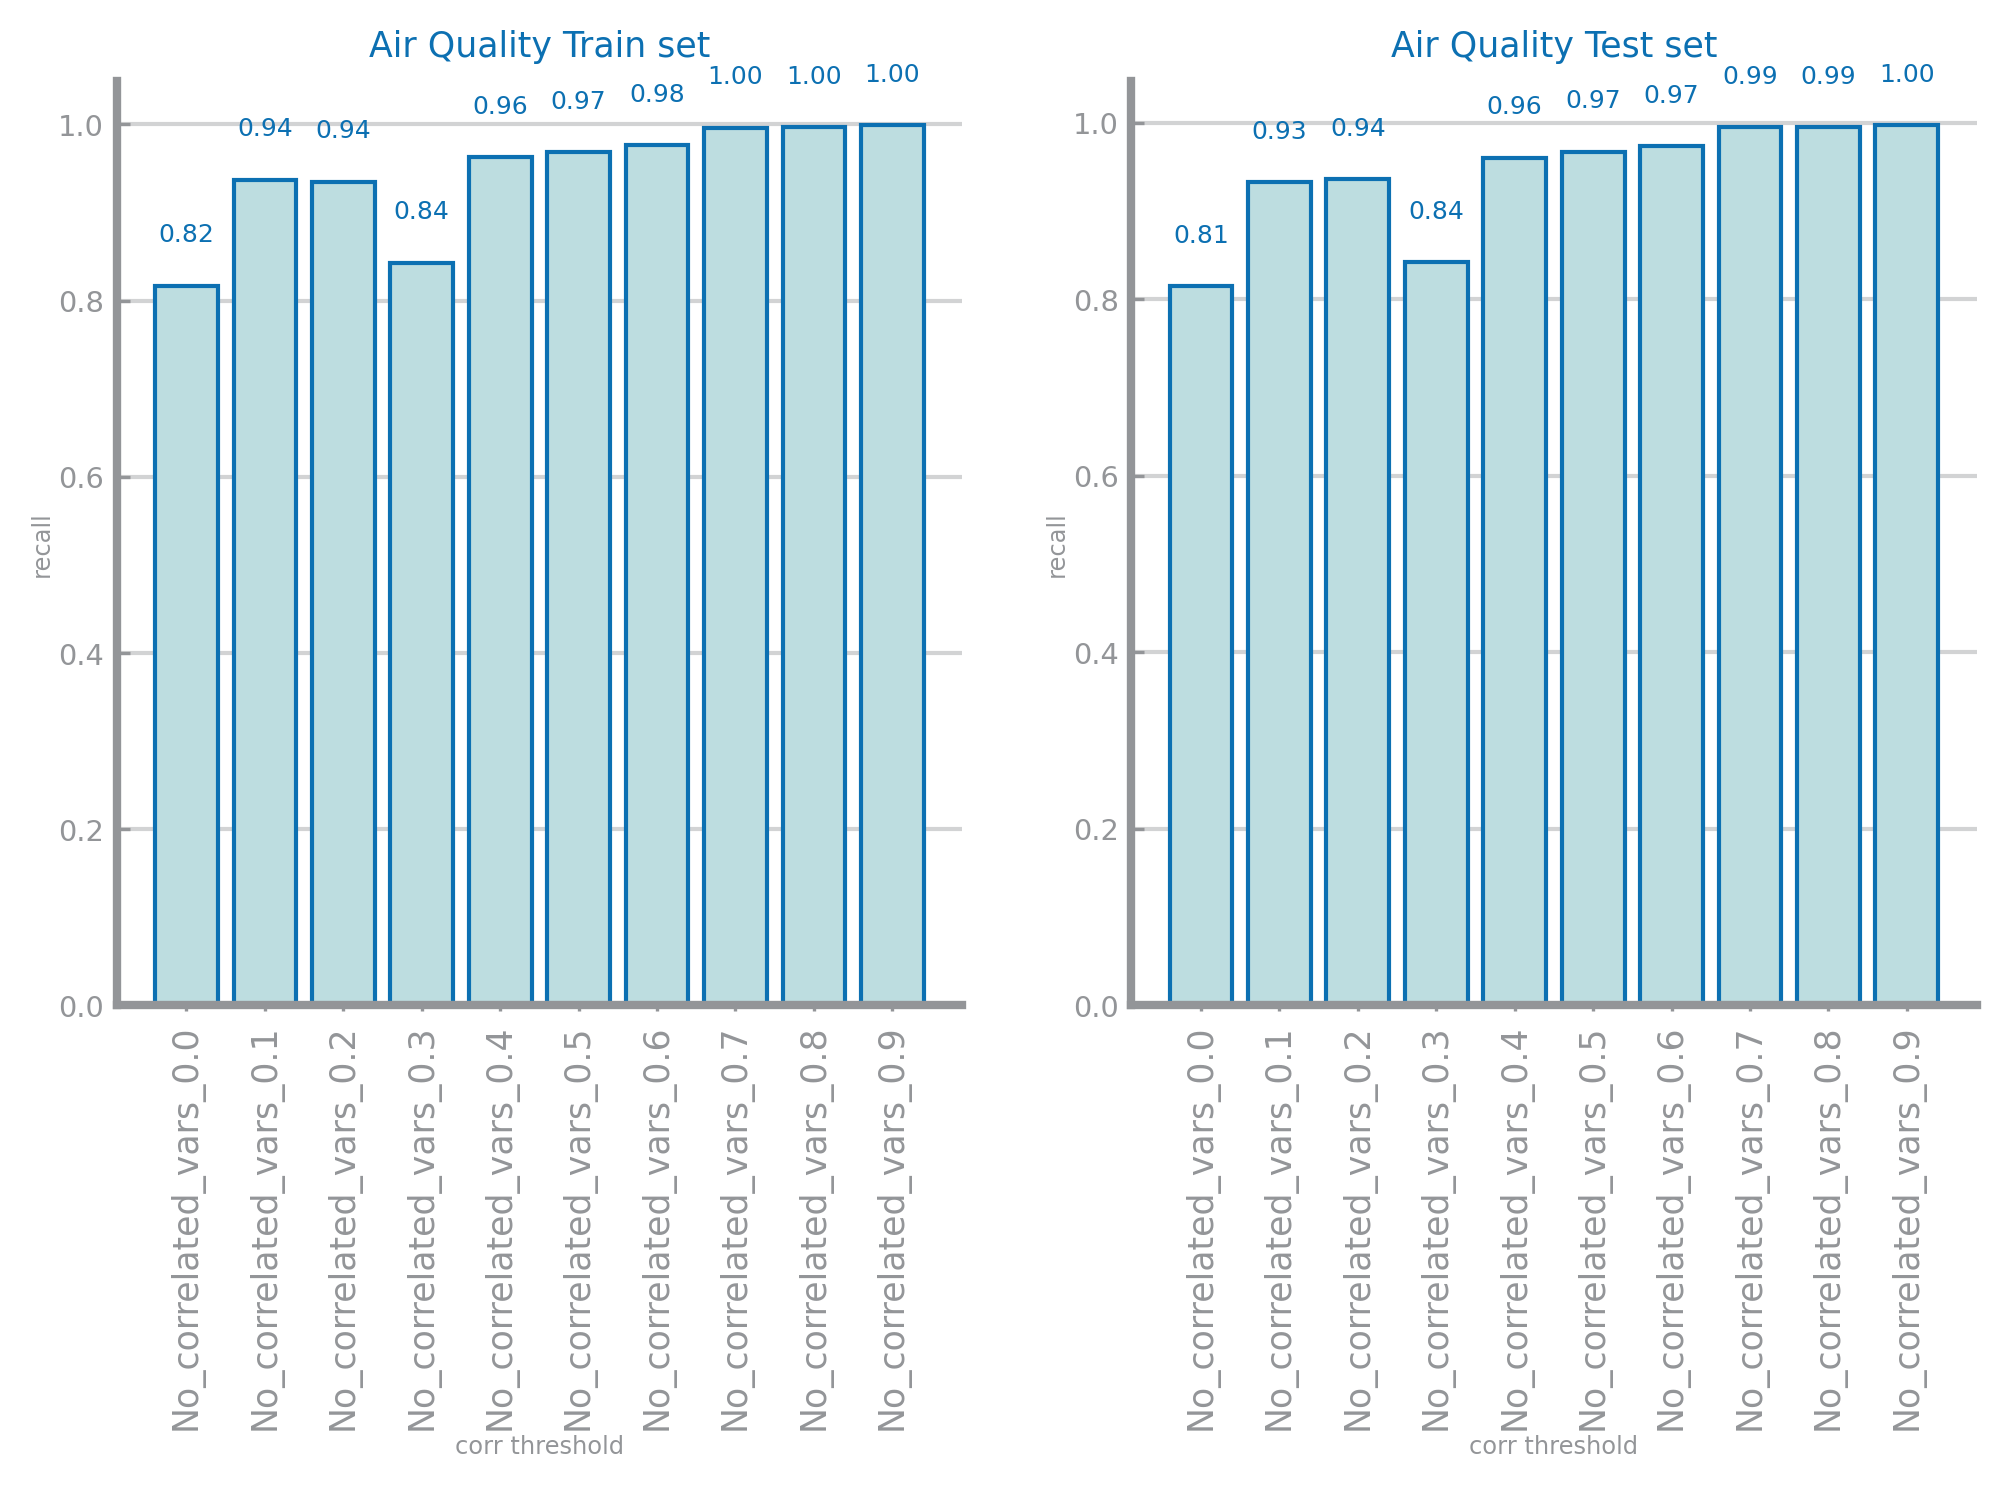 Air Quality Train set
1.00 1.00 1.00
0.96 0.97 0.98
0.94 0.94
0.84
0.82
1.0
0.8
0.6
0.4
0.2
0.0
recall
No_correlated_vars_0.0
No_correlated_vars_0.1
No_correlated_vars_0.2
No_correlated_vars_0.3
No_correlated_vars_0.4
No_correlated_vars_0.5
No_correlated_vars_0.6
No_correlated_vars_0.7
No_correlated_vars_0.8
No_correlated_vars_0.9
corr threshold
Air Quality Test set
0.99 0.99 1.00
0.96 0.97 0.97
0.93 0.94
0.84
0.81
1.0
0.8
0.6
0.4
0.2
0.0
recall
No_correlated_vars_0.0
No_correlated_vars_0.1
No_correlated_vars_0.2
No_correlated_vars_0.3
No_correlated_vars_0.4
No_correlated_vars_0.5
No_correlated_vars_0.6
No_correlated_vars_0.7
No_correlated_vars_0.8
No_correlated_vars_0.9
corr threshold